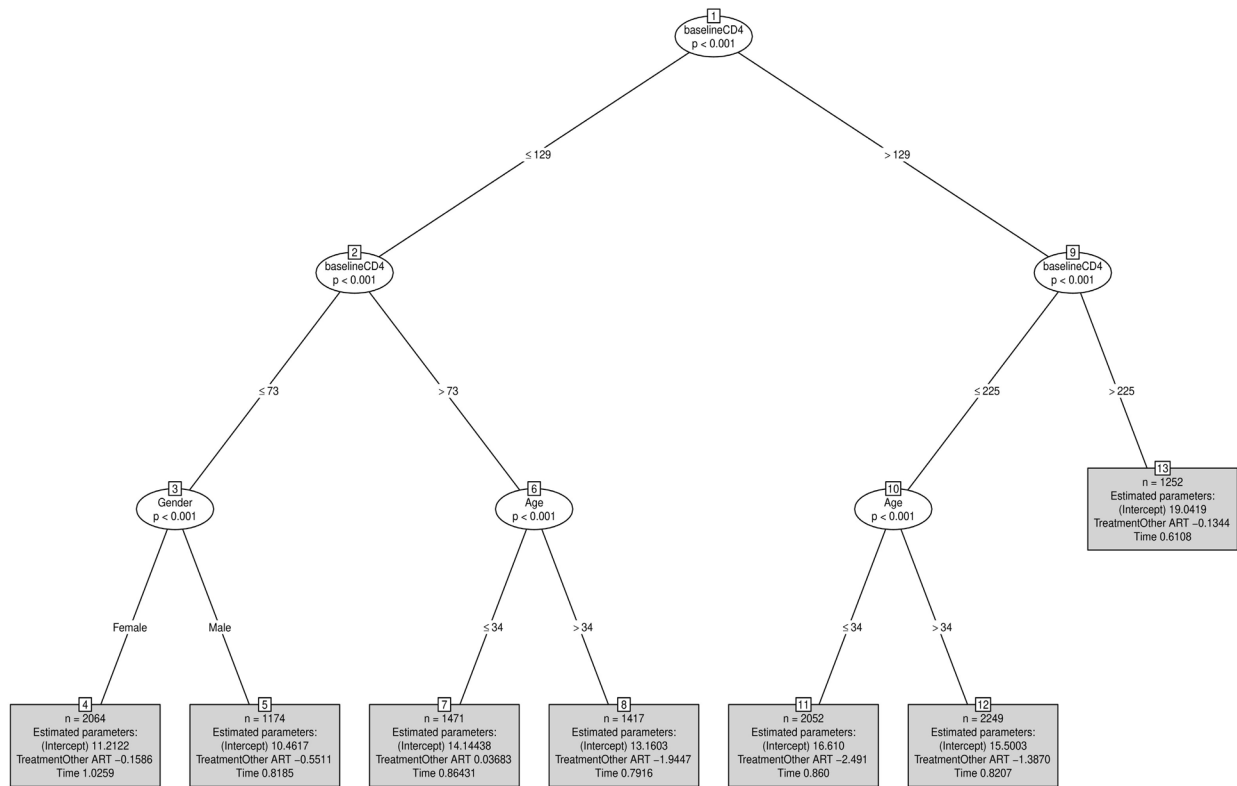 1
baselineCD4
p < 0.001
≤ 129
> 129
2
baselineCD4
p < 0.001
9
baselineCD4
p < 0.001
≤ 73
> 73
≤ 225
> 225
3
Gender
p < 0.001
6
Age
p < 0.001
10
Age
p < 0.001
13
n = 1252
Estimated parameters:
(Intercept) 19.0419
TreatmentOther ART −0.1344
Time 0.6108
Female
Male
≤ 34
> 34
≤ 34
> 34
4
n = 2064
Estimated parameters:
(Intercept) 11.2122
TreatmentOther ART −0.1586
Time 1.0259
5
n = 1174
Estimated parameters:
(Intercept) 10.4617
TreatmentOther ART −0.5511
Time 0.8185
7
n = 1471
Estimated parameters:
(Intercept) 14.14438
TreatmentOther ART 0.03683
Time 0.86431
8
n = 1417
Estimated parameters:
(Intercept) 13.1603
TreatmentOther ART −1.9447
Time 0.7916
11
n = 2052
Estimated parameters:
(Intercept) 16.610
TreatmentOther ART −2.491
Time 0.860
12
n = 2249
Estimated parameters:
(Intercept) 15.5003
TreatmentOther ART −1.3870
Time 0.8207